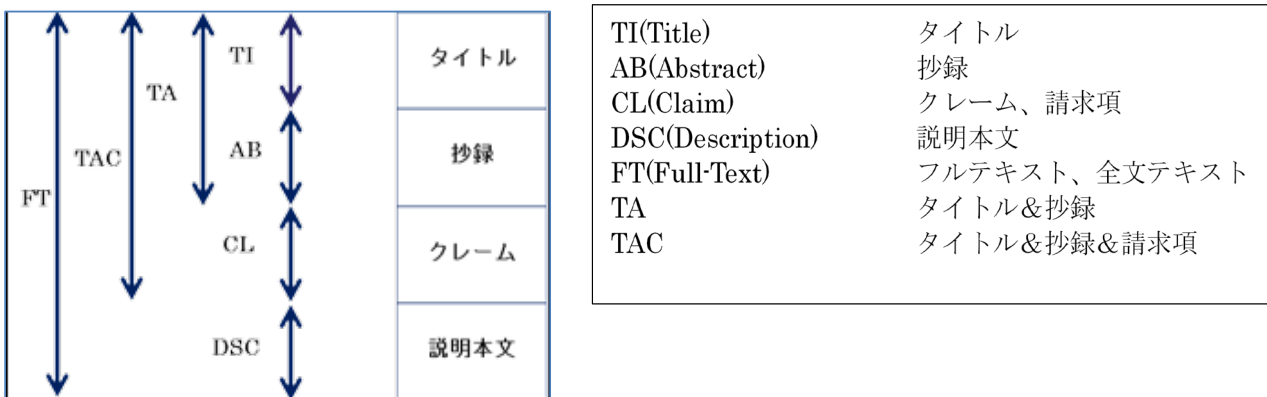 TI
タイトル
TA
AB
抄録
TAC
FT
CL
クレーム
DSC
説明本文
TI(Title) タイトル
AB(Abstract) 抄録
CL(Claim) クレーム、請求項
DSC(Description) 説明本文
FT(Full-Text) フルテキスト、全文テキスト
TA タイトル&抄録
TAC タイトル&抄録&請求項